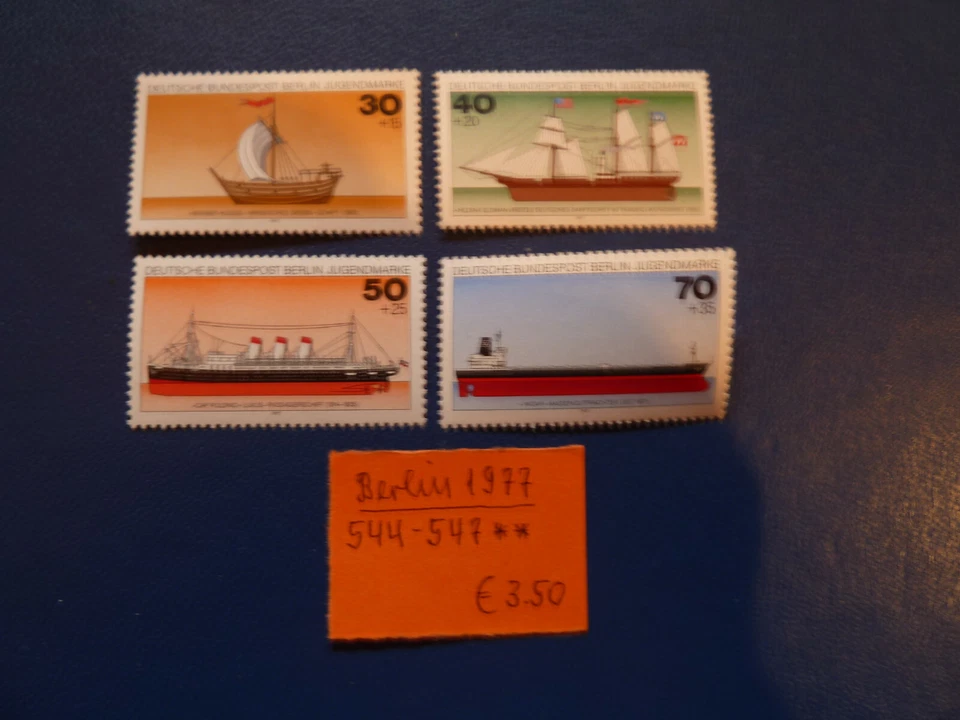 DEUTSCHE BUNDESPOST BERLIN JUGENDMARKE
30
+15
DEUTSCHE BUNDESPOST BERLIN JUGENDMARKE
40
+20
DEUTSCHE BUNDESPOST BERLIN JUGENDMARKE
50
+25
DEUTSCHE BUNDESPOST BERLIN JUGENDMARKE
70
+35
Berlin 1977
544-547 **
€ 3.50